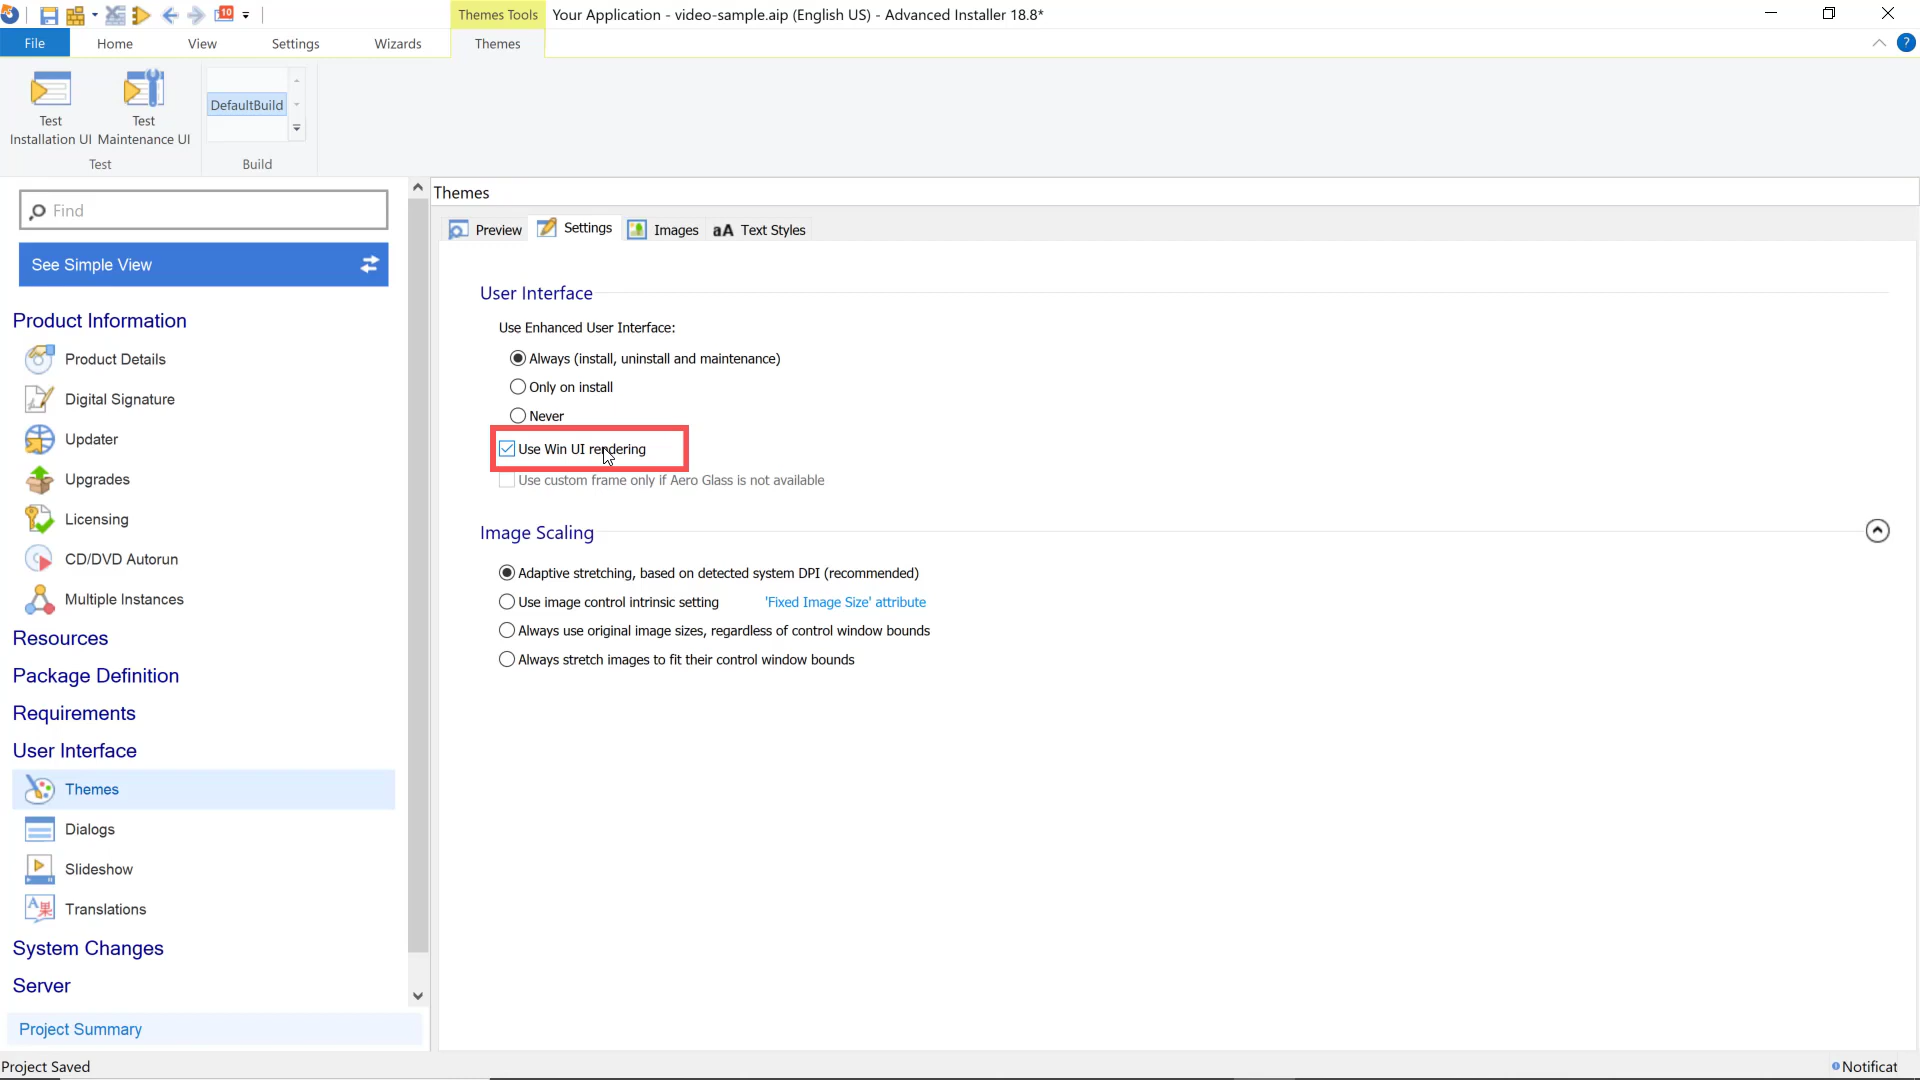 10
Themes Tools
Your Application - video-sample.aip (English US) - Advanced Installer 18.8*
File
Home
View
Settings
Wizards
Themes
?
Test
Installation UI
Test
Maintenance UI
DefaultBuild
Test
Build
Find
See Simple View
Product Information
Product Details
Digital Signature
Updater
Upgrades
Licensing
CD/DVD Autorun
Multiple Instances
Resources
Package Definition
Requirements
User Interface
Themes
Dialogs
Slideshow
Translations
System Changes
Server
Project Summary
Themes
Preview
Settings
Images
aA Text Styles
User Interface
Use Enhanced User Interface:
Always (install, uninstall and maintenance)
Only on install
Never
Use Win UI rendering
Use custom frame only if Aero Glass is not available
Image Scaling
Adaptive stretching, based on detected system DPI (recommended)
Use image control intrinsic setting 'Fixed Image Size' attribute
Always use original image sizes, regardless of control window bounds
Always stretch images to fit their control window bounds
Project Saved
Notificat